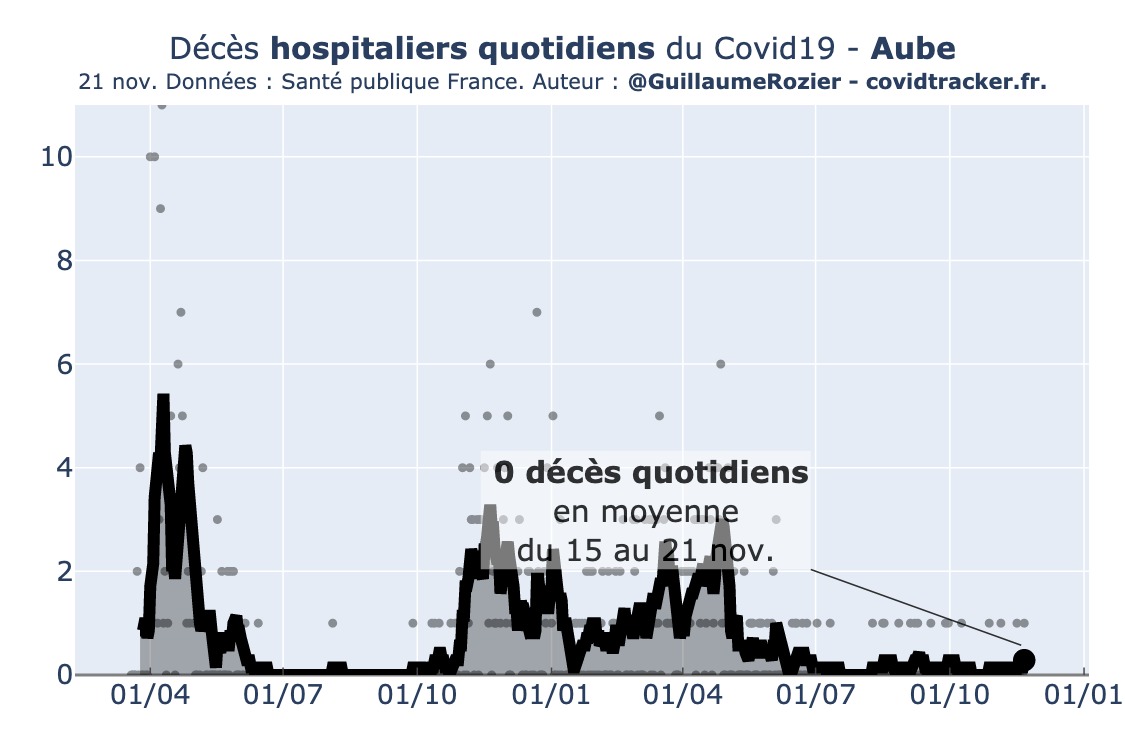 Décès hospitaliers quotidiens du Covid19 - Aube
21 nov. Données : Santé publique France. Auteur : @GuillaumeRozier - covidtracker.fr.
10
8
6
4
2
0
0 décès quotidiens
en moyenne
du 15 au 21 nov.
01/04 01/07 01/10 01/01 01/04 01/07 01/10 01/01